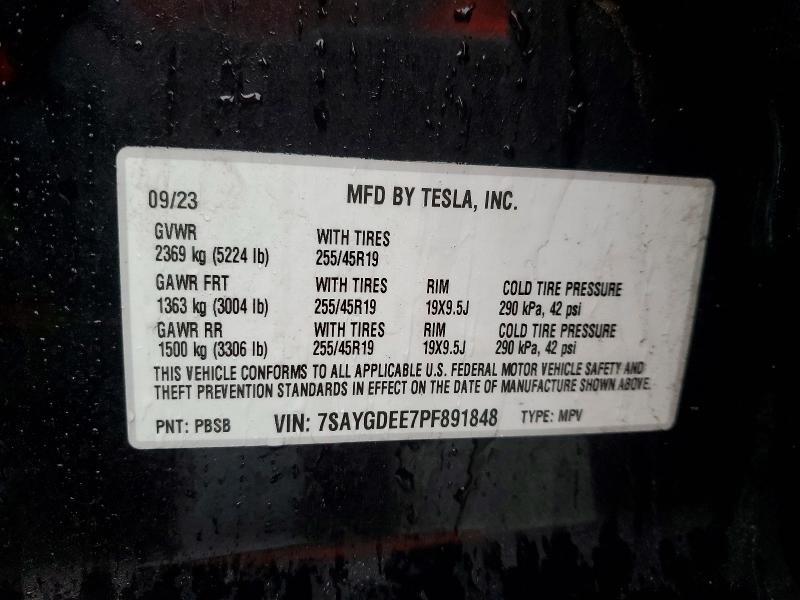 09/23 MFD BY TESLA, INC.
GVWR
2369 kg (5224 lb)
WITH TIRES
255/45R19
GAWR FRT WITH TIRES RIM COLD TIRE PRESSURE
1363 kg (3004 lb) 255/45R19 19X9.5J 290 kPa, 42 psi
GAWR RR WITH TIRES RIM COLD TIRE PRESSURE
1500 kg (3306 lb) 255/45R19 19X9.5J 290 kPa, 42 psi
THIS VEHICLE CONFORMS TO ALL APPLICABLE U.S. FEDERAL MOTOR VEHICLE SAFETY AND
THEFT PREVENTION STANDARDS IN EFFECT ON THE DATE OF MANUFACTURE SHOWN ABOVE.
PNT: PBSB VIN: 7SAYGDEE7PF891848 TYPE: MPV